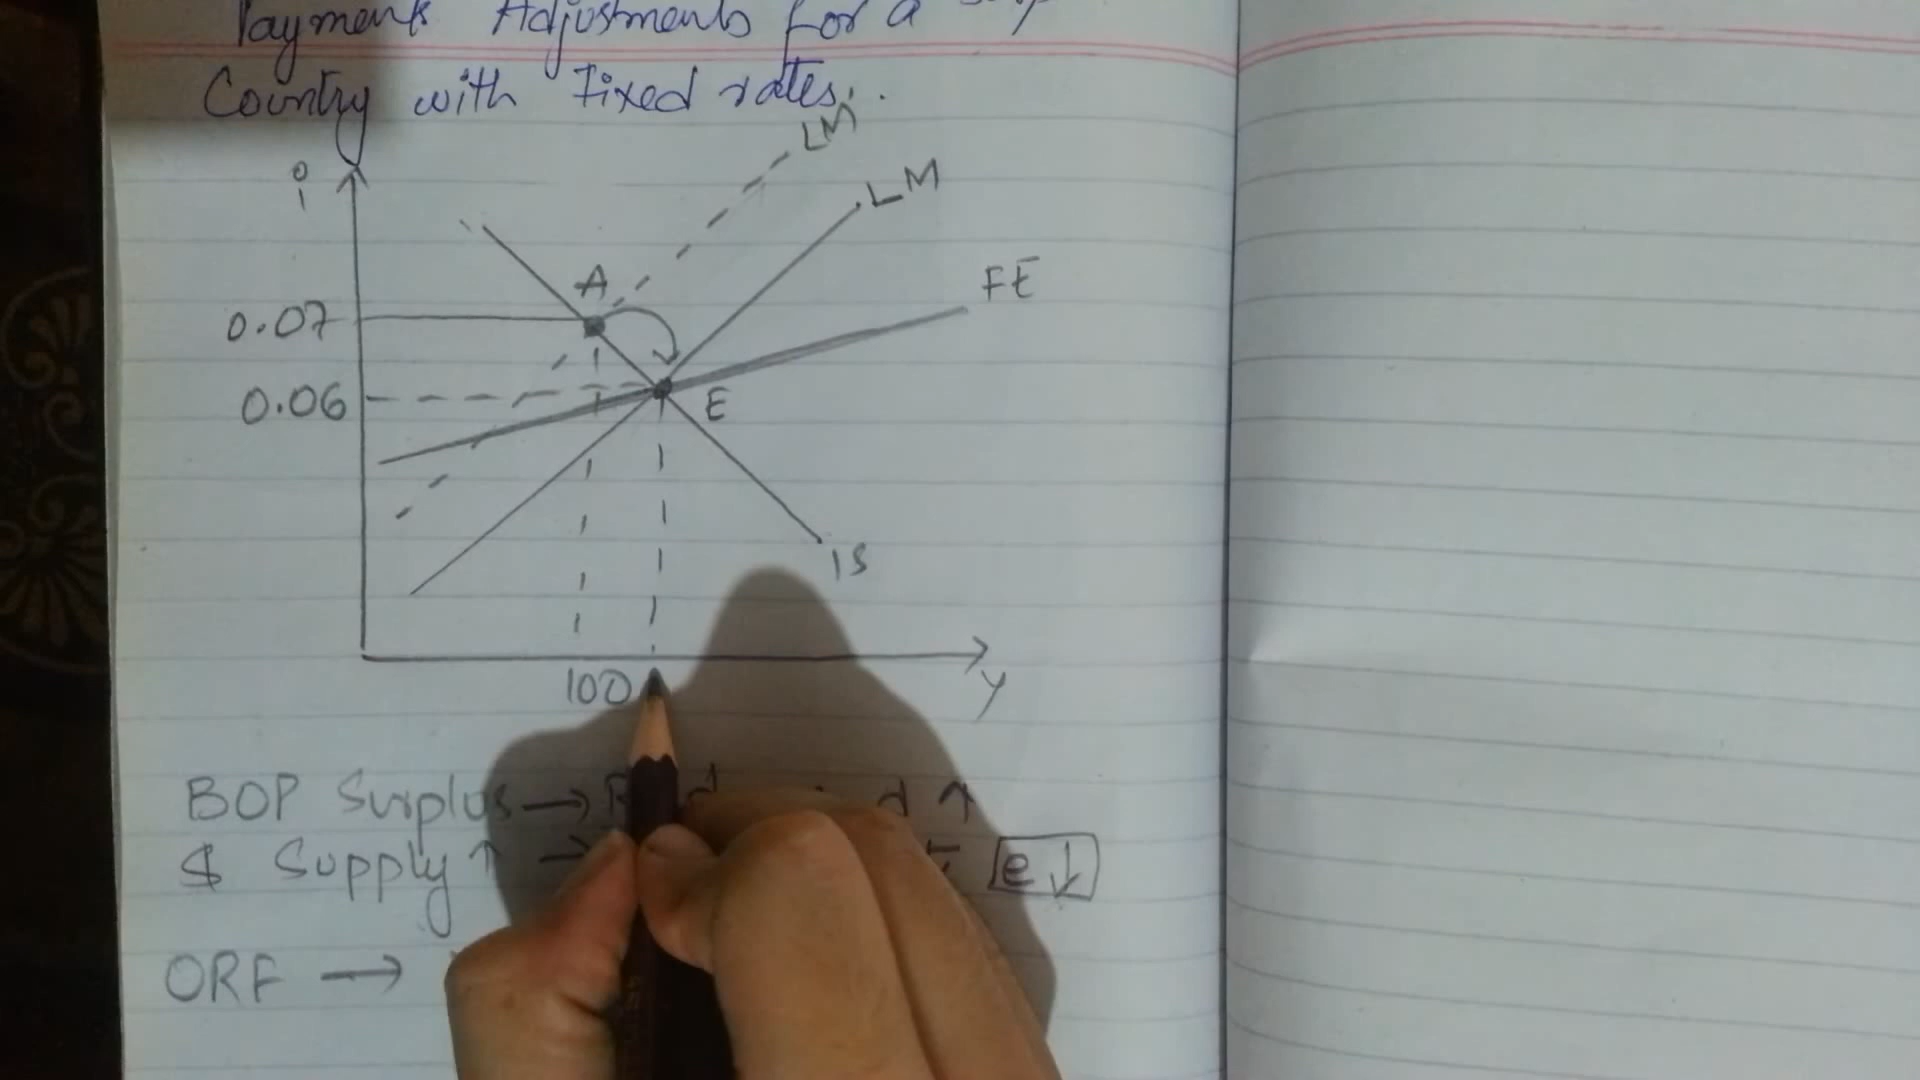 Payments Adjustments for a
Country with Fixed rates.
LM
i
LM
FE
A
0.07
0.06
E
IS
100
y
BOP Surplus →
$ Supply ↑ → e ↓
ORF →